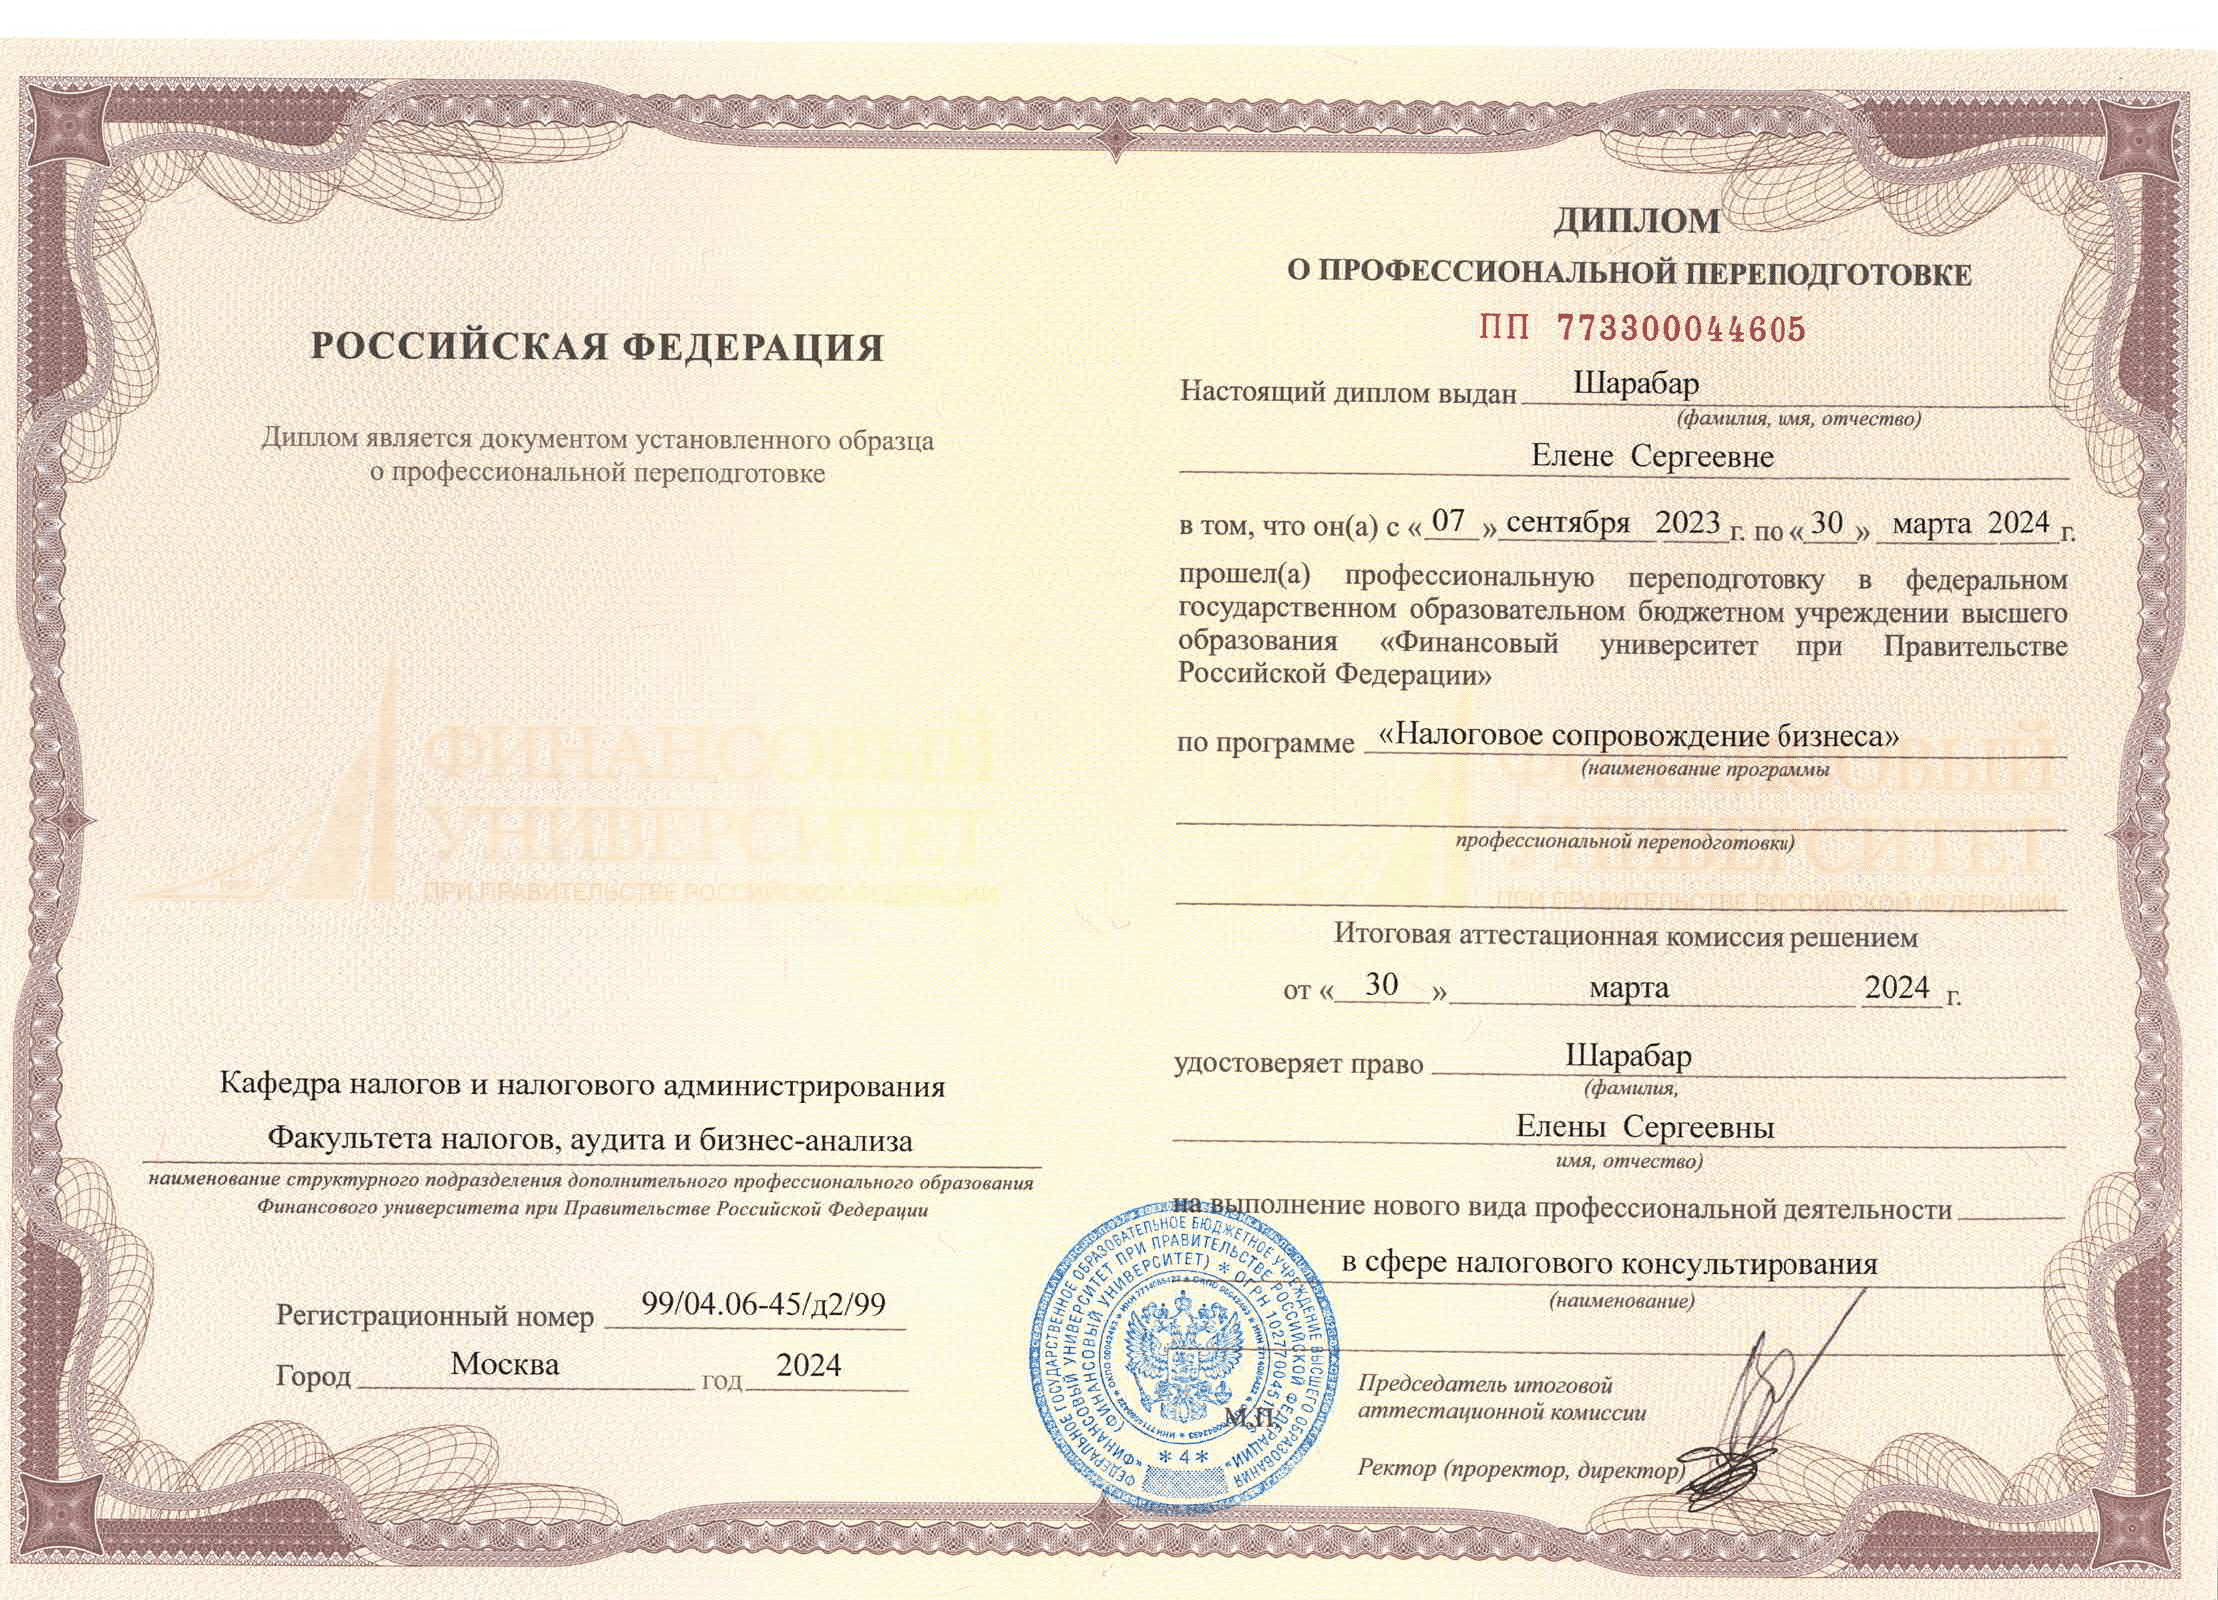 РОССИЙСКАЯ ФЕДЕРАЦИЯ
Диплом является документом установленного образца
о профессиональной переподготовке
ФИНАНСОВЫЙ
УНИВЕРСИТЕТ
ПРИ ПРАВИТЕЛЬСТВЕ РОССИЙСКОЙ ФЕДЕРАЦИИ
Кафедра налогов и налогового администрирования
Факультета налогов, аудита и бизнес-анализа
наименование структурного подразделения дополнительного профессионального образования
Финансового университета при Правительстве Российской Федерации
Регистрационный номер 99/04.06-45/д2/99
Город Москва год 2024
ДИПЛОМ
О ПРОФЕССИОНАЛЬНОЙ ПЕРЕПОДГОТОВКЕ
ПП 773300044605
Настоящий диплом выдан Шарабар
(фамилия, имя, отчество)
Елене Сергеевне
в том, что он(а) с «07» сентября 2023 г. по «30» марта 2024 г.
прошел(а) профессиональную переподготовку в федеральном
государственном образовательном бюджетном учреждении высшего
образования «Финансовый университет при Правительстве
Российской Федерации»
по программе «Налоговое сопровождение бизнеса»
(наименование программы
профессиональной переподготовки)
ФИНАНСОВЫЙ
УНИВЕРСИТЕТ
ПРИ ПРАВИТЕЛЬСТВЕ РОССИЙСКОЙ ФЕДЕРАЦИИ
Итоговая аттестационная комиссия решением
от «30» марта 2024 г.
удостоверяет право Шарабар
(фамилия,
Елены Сергеевны
имя, отчество)
на выполнение нового вида профессиональной деятельности
в сфере налогового консультирования
(наименование)
Председатель итоговой
аттестационной комиссии
М.П.
Ректор (проректор, директор)
ФЕДЕРАЛЬНОЕ ГОСУДАРСТВЕННОЕ ОБРАЗОВАТЕЛЬНОЕ БЮДЖЕТНОЕ УЧРЕЖДЕНИЕ ВЫСШЕГО ОБРАЗОВАНИЯ
«ФИНАНСОВЫЙ УНИВЕРСИТЕТ ПРИ ПРАВИТЕЛЬСТВЕ РОССИЙСКОЙ ФЕДЕРАЦИИ»
(ФИНАНСОВЫЙ УНИВЕРСИТЕТ) * ОГРН
* 4 *